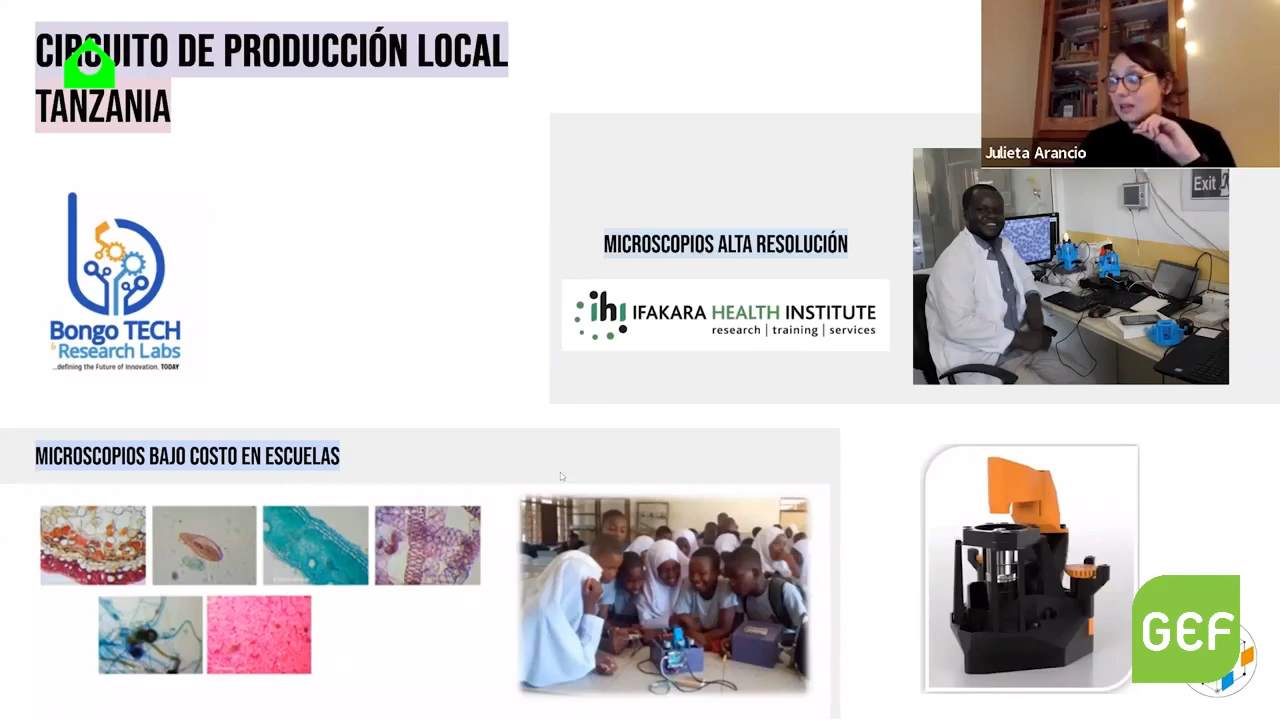 CIRCUITO DE PRODUCCIÓN LOCAL
TANZANIA
Julieta Arancio
Exit
MICROSCOPIOS ALTA RESOLUCIÓN
ihi IFAKARA HEALTH INSTITUTE
research | training | services
Bongo TECH
& Research Labs
...defining the Future of Innovation, TODAY
MICROSCOPIOS BAJO COSTO EN ESCUELAS
GEF